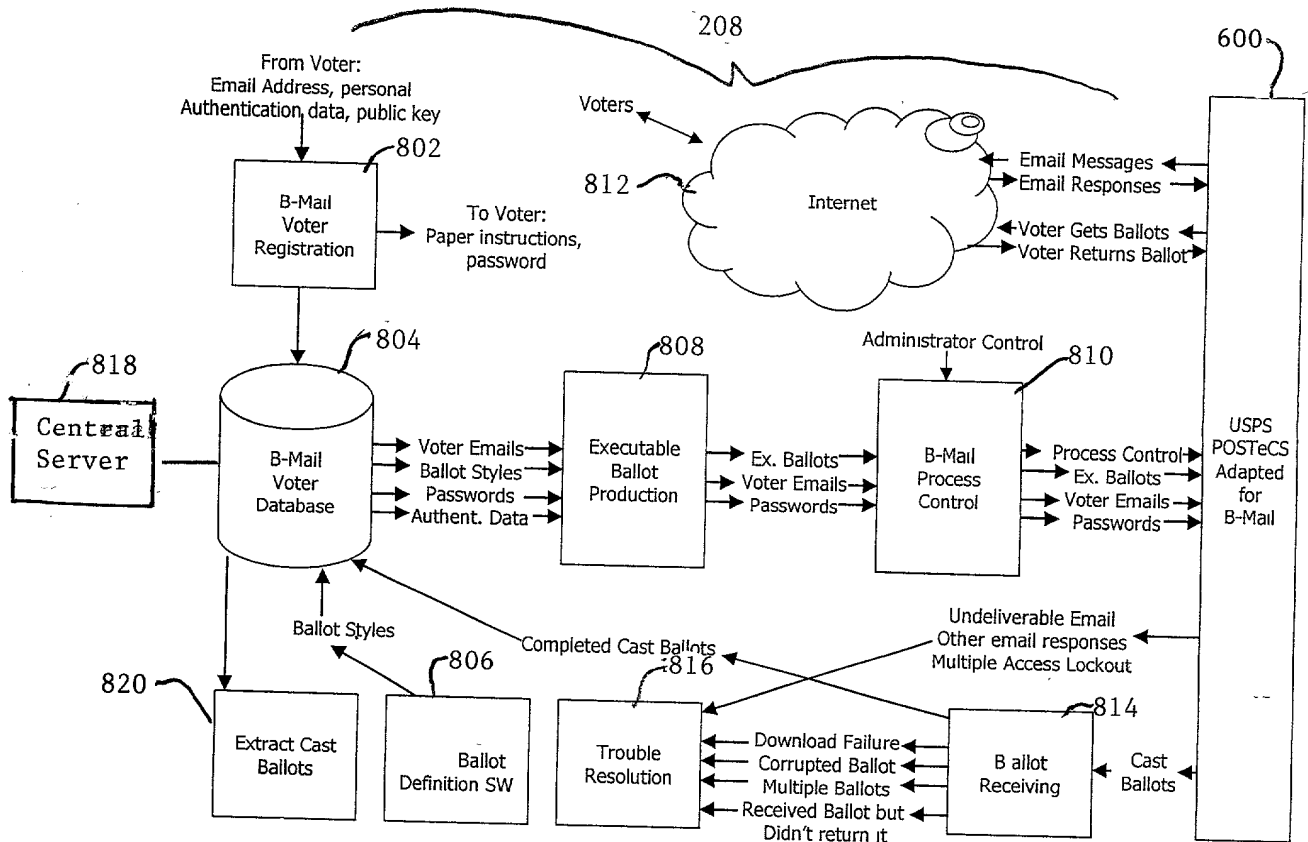 208
600
From Voter:
Email Address, personal
Authentication data, public key
Voters
802
812
B-Mail
Voter
Registration
To Voter:
Paper instructions,
password
Internet
Email Messages
Email Responses
Voter Gets Ballots
Voter Returns Ballot
818
804
808
Administrator Control
810
Central
Server
B-Mail
Voter
Database
Voter Emails
Ballot Styles
Passwords
Authent. Data
Executable
Ballot
Production
Ex. Ballots
Voter Emails
Passwords
B-Mail
Process
Control
Process Control
Ex. Ballots
Voter Emails
Passwords
USPS
POSTeCS
Adapted
for
B-Mail
Ballot Styles
Completed Cast Ballots
Undeliverable Email
Other email responses
Multiple Access Lockout
820
806
816
814
Extract Cast
Ballots
Ballot
Definition SW
Trouble
Resolution
Download Failure
Corrupted Ballot
Multiple Ballots
Received Ballot but
Didn't return it
B allot
Receiving
Cast
Ballots